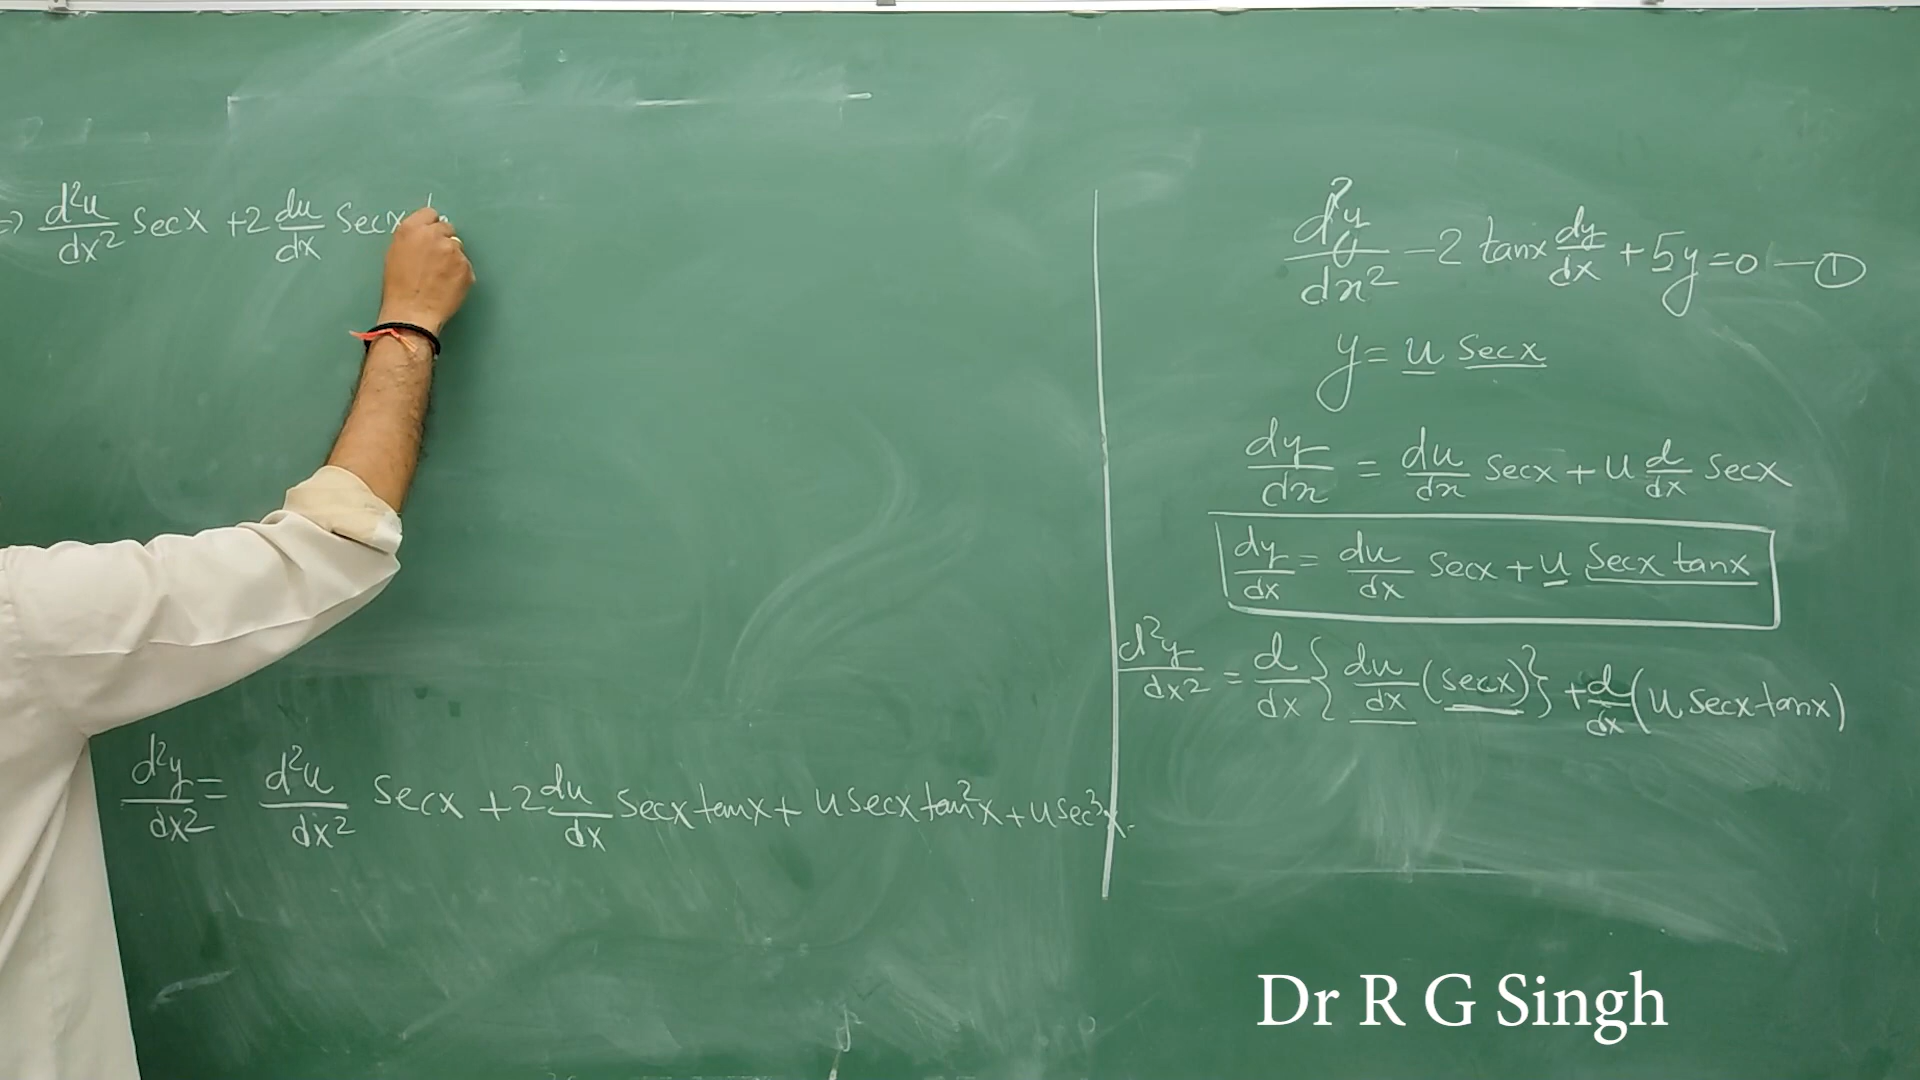 ⇒ d²u/dx² secx + 2 du/dx secx
d²y/dx² = d²u/dx² secx + 2 du/dx secx tanx + u secx tan²x + u sec³x.
d²y/dx² - 2 tanx dy/dx + 5y = 0 — ①
y = u secx
dy/dx = du/dx secx + u d/dx secx
dy/dx = du/dx secx + u secx tanx
d²y/dx² = d/dx { du/dx (secx) } + d/dx (u secx tanx)
Dr R G Singh